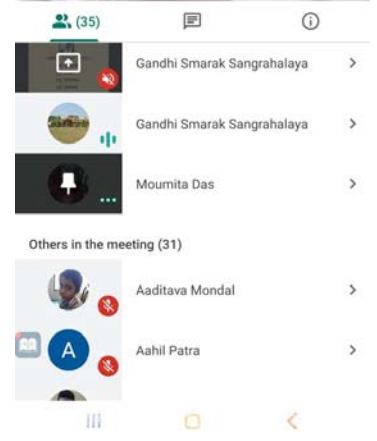 (35)
Gandhi Smarak Sangrahalaya
Gandhi Smarak Sangrahalaya
Moumita Das
Others in the meeting (31)
Aaditava Mondal
A
Aahil Patra